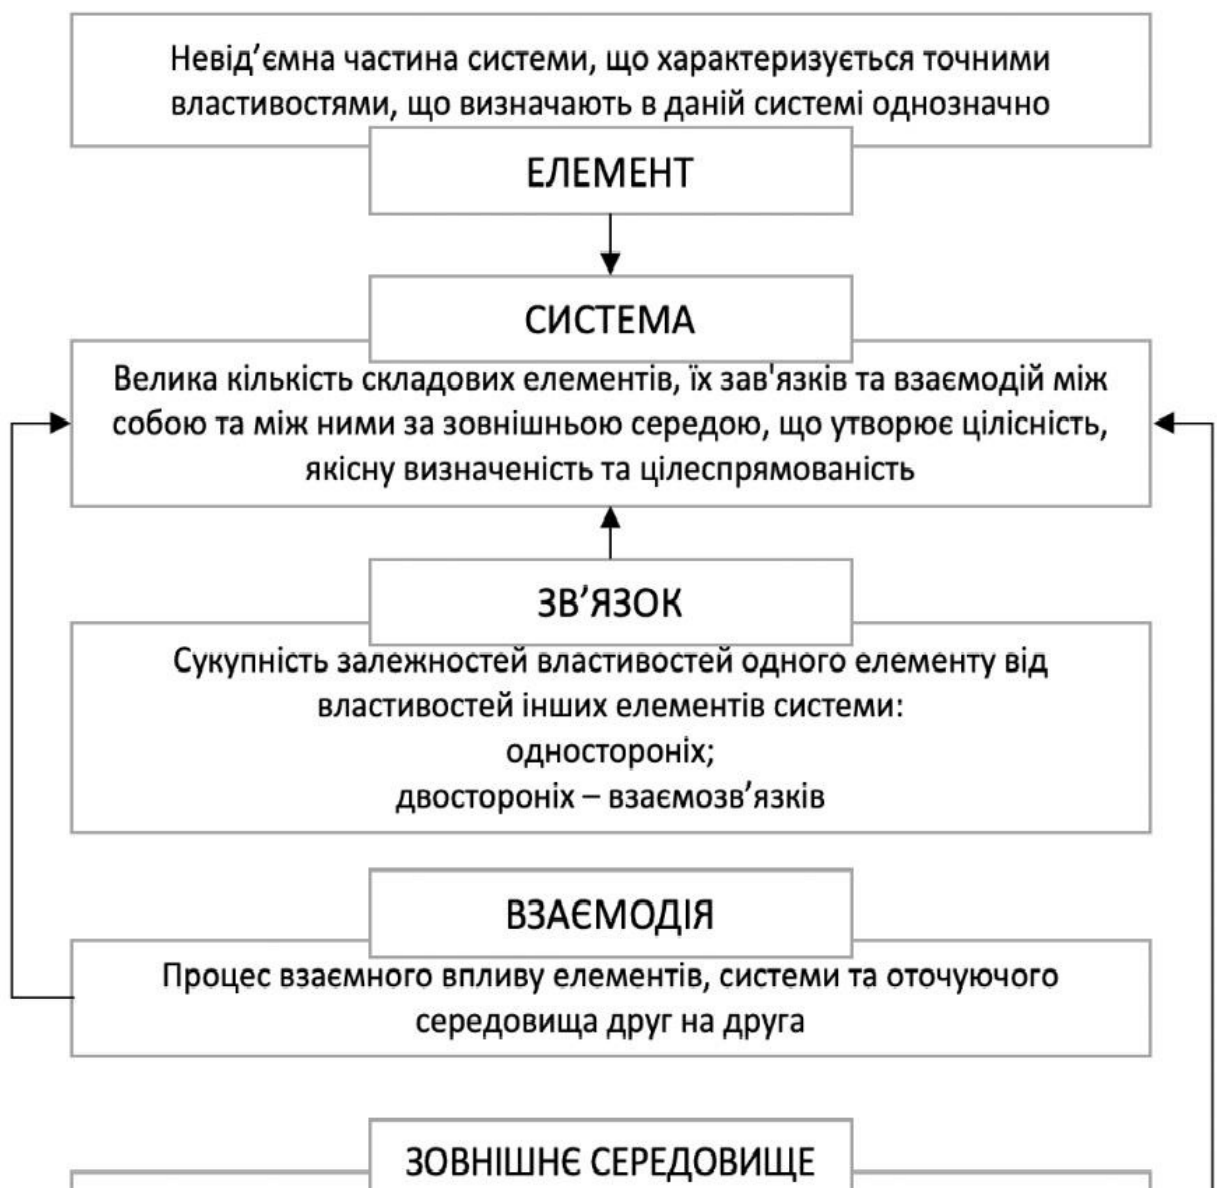 Невід’ємна частина системи, що характеризується точними
властивостями, що визначають в даній системі однозначно
ЕЛЕМЕНТ
СИСТЕМА
Велика кількість складових елементів, їх зав'язків та взаємодій між
собою та між ними за зовнішньою середою, що утворює цілісність,
якісну визначеність та цілеспрямованість
ЗВ’ЯЗОК
Сукупність залежностей властивостей одного елементу від
властивостей інших елементів системи:
одностороніх;
двостороніх – взаємозв’язків
ВЗАЄМОДІЯ
Процес взаємного впливу елементів, системи та оточуючого
середовища друг на друга
ЗОВНІШНЄ СЕРЕДОВИЩЕ